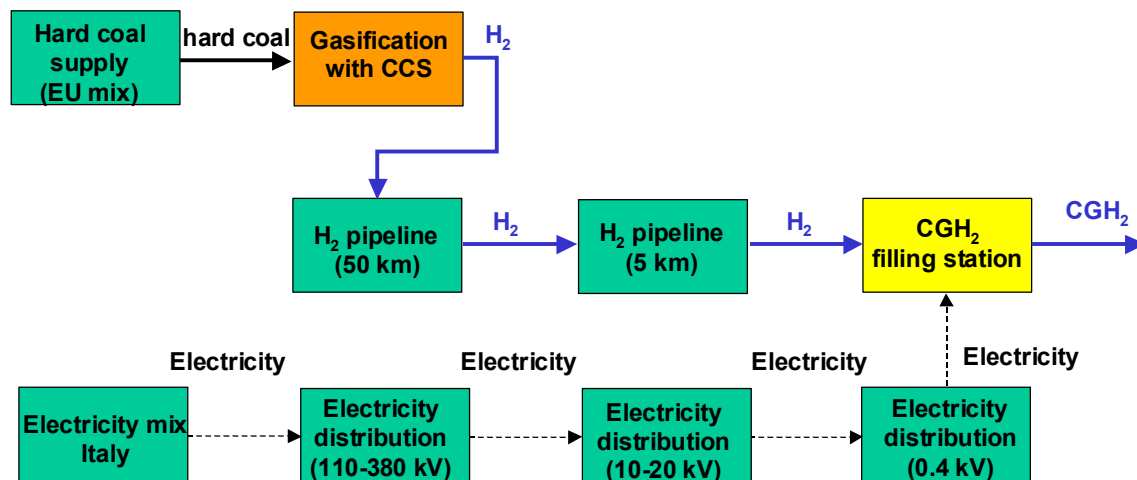 Hard coal
supply
(EU mix)
hard coal
Gasification
with CCS
H₂
H₂ pipeline
(50 km)
H₂
H₂ pipeline
(5 km)
H₂
CGH₂
filling station
CGH₂
Electricity mix
Italy
Electricity
Electricity
distribution
(110-380 kV)
Electricity
Electricity
distribution
(10-20 kV)
Electricity
Electricity
distribution
(0.4 kV)
Electricity